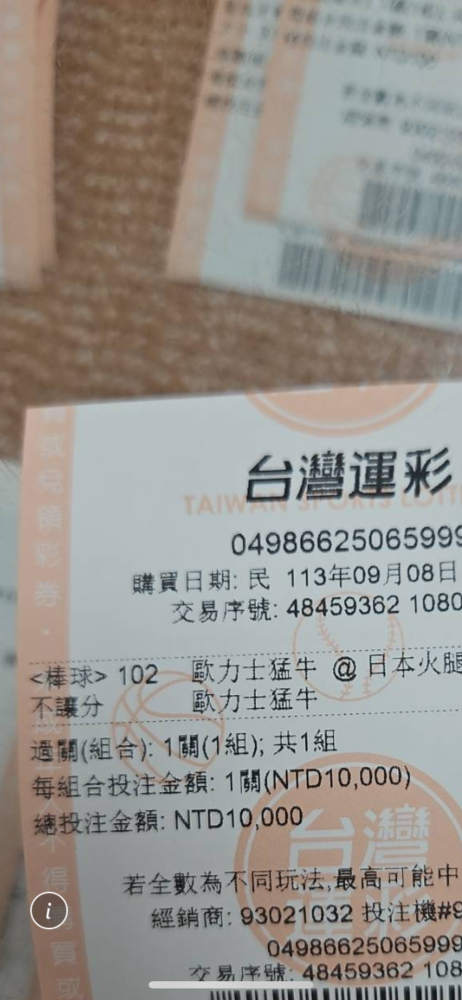 台灣運彩
TAIWAN SPORTS LOTT
04986625065999
購買日期: 民 113年09月08日
交易序號: 48459362 1080
<棒球> 102 歐力士猛牛 @ 日本火腿
不讓分 歐力士猛牛
過關(組合): 1關(1組); 共1組
每組合投注金額: 1關(NTD10,000)
總投注金額: NTD10,000
台灣
若全數為不同玩法,最高可能中
經銷商: 93021032 投注機#9
04986625065999
交易序號: 48459362 108